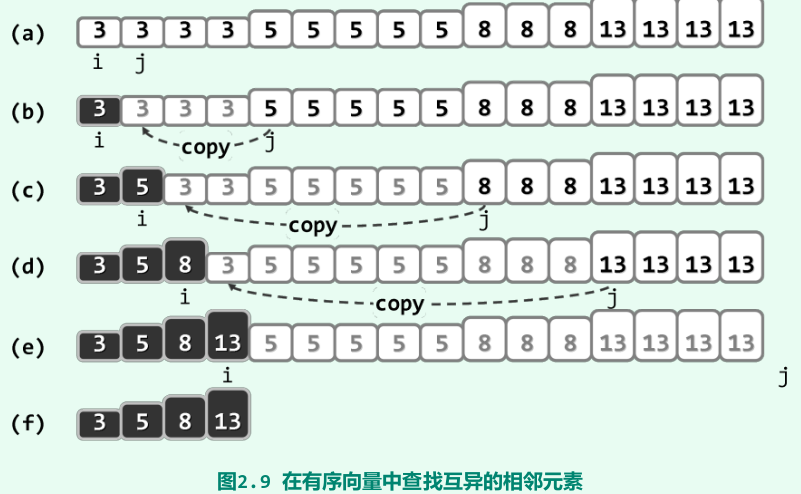 (a) 3 3 3 3 5 5 5 5 5 8 8 8 13 13 13 13
i j
(b) 3 3 3 3 5 5 5 5 5 8 8 8 13 13 13 13
i copy j
(c) 3 5 3 3 5 5 5 5 5 8 8 8 13 13 13 13
i copy j
(d) 3 5 8 3 5 5 5 5 5 8 8 8 13 13 13 13
i copy j
(e) 3 5 8 13 5 5 5 5 5 8 8 8 13 13 13 13
i j
(f) 3 5 8 13
图2.9 在有序向量中查找互异的相邻元素